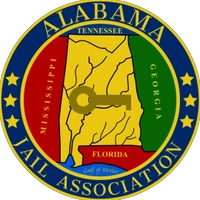 ALABAMA
TENNESSEE
MISSISSIPPI
GEORGIA
FLORIDA
Gulf of Mexico
JAIL ASSOCIATION